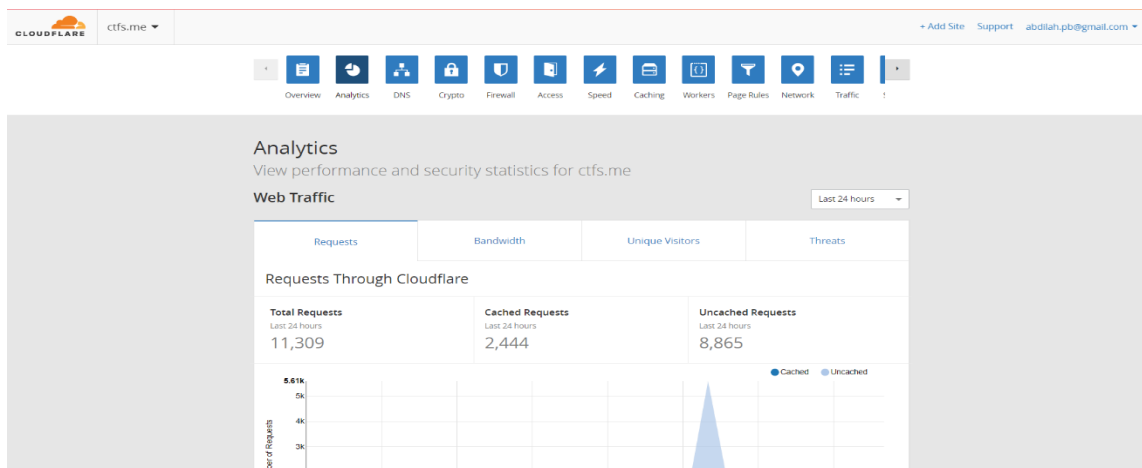 CLOUDFLARE
ctfs.me
+ Add Site Support abdilah.pb@gmail.com
Overview Analytics DNS Crypto Firewall Access Speed Caching Workers Page Rules Network Traffic
Analytics
View performance and security statistics for ctfs.me
Web Traffic
Last 24 hours
Requests Bandwidth Unique Visitors Threats
Requests Through Cloudflare
Total Requests Cached Requests Uncached Requests
Last 24 hours Last 24 hours Last 24 hours
11,309 2,444 8,865
Cached Uncached
5.61k
5k
4k
3k
of Requests